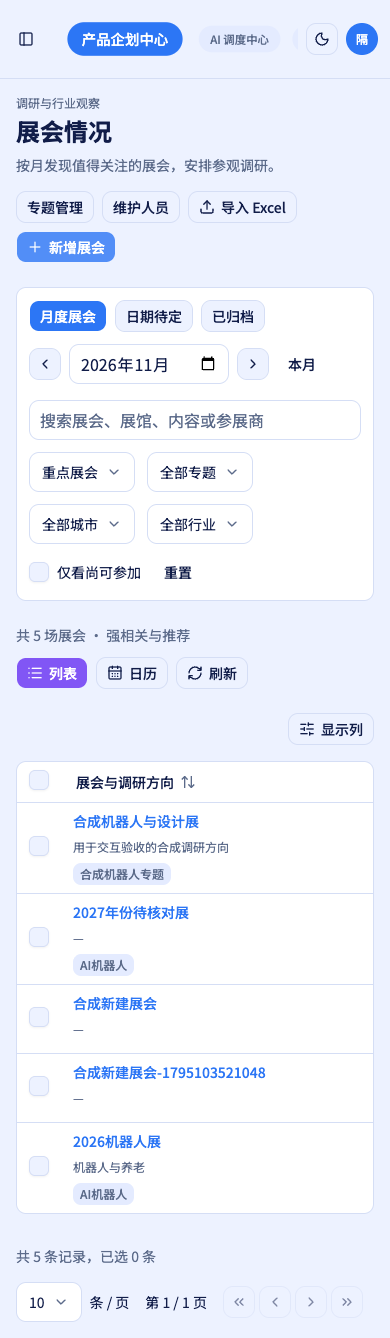 产品企划中心 AI 调度中心 隔
调研与行业观察
展会情况
按月发现值得关注的展会，安排参观调研。
专题管理 维护人员 导入 Excel
新增展会
月度展会 日期待定 已归档
2026年11月 本月
搜索展会、展馆、内容或参展商
重点展会 全部专题
全部城市 全部行业
仅看尚可参加 重置
共 5 场展会 · 强相关与推荐
列表 日历 刷新
显示列
展会与调研方向
合成机器人与设计展
用于交互验收的合成调研方向
合成机器人专题
2027年份待核对展
—
AI机器人
合成新建展会
—
合成新建展会-1795103521048
—
2026机器人展
机器人与养老
AI机器人
共 5 条记录，已选 0 条
10 条 / 页 第 1 / 1 页